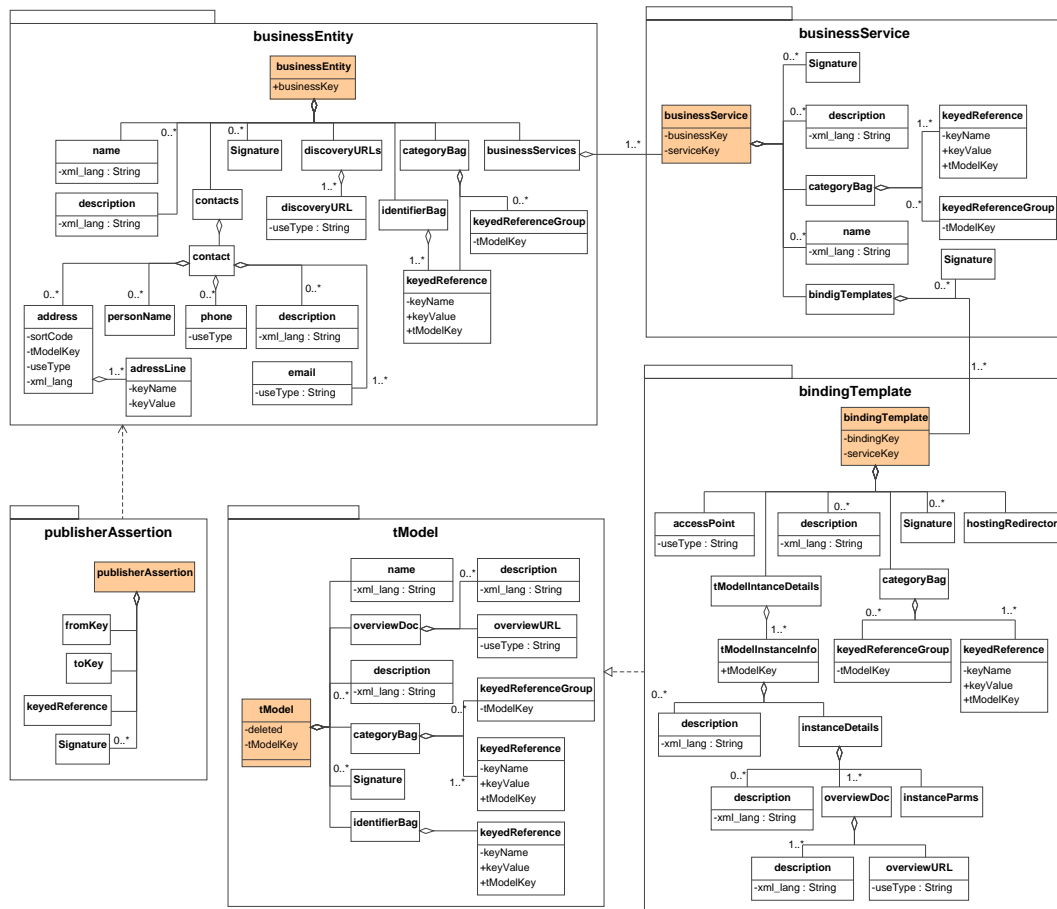 businessEntity
businessEntity
+businessKey
0..*
0..*
0..*
name
-xml_lang : String
Signature
discoveryURLs
categoryBag
businessServices
1..*
description
-xml_lang : String
contacts
1..*
discoveryURL
-useType : String
identifierBag
0..*
keyedReferenceGroup
-tModelKey
contact
1..*
keyedReference
-keyName
+keyValue
+tModelKey
0..*
0..*
0..*
0..*
address
-sortCode
-tModelKey
-useType
-xml_lang
personName
phone
-useType
description
-xml_lang : String
1..*
adressLine
-keyName
-keyValue
email
-useType : String
1..*
businessService
0..*
Signature
businessService
-businessKey
-serviceKey
0..*
description
-xml_lang : String
1..*
keyedReference
-keyName
+keyValue
+tModelKey
categoryBag
0..*
keyedReferenceGroup
-tModelKey
0..*
name
-xml_lang : String
Signature
0..*
bindigTemplates
1..*
bindingTemplate
bindingTemplate
-bindingKey
-serviceKey
0..*
0..*
accessPoint
-useType : String
description
-xml_lang : String
Signature
hostingRedirector
tModelIntanceDetails
categoryBag
1..*
0..*
1..*
tModelInstanceInfo
+tModelKey
keyedReferenceGroup
-tModelKey
keyedReference
-keyName
+keyValue
+tModelKey
0..*
description
-xml_lang : String
instanceDetails
0..*
1..*
description
-xml_lang : String
overviewDoc
instanceParms
1..*
description
-xml_lang : String
overviewURL
-useType : String
publisherAssertion
publisherAssertion
fromKey
toKey
keyedReference
Signature
0..*
tModel
name
-xml_lang : String
0..*
description
-xml_lang : String
overviewDoc
overviewURL
-useType : String
description
-xml_lang : String
0..*
keyedReferenceGroup
-tModelKey
0..*
tModel
-deleted
-tModelKey
categoryBag
keyedReference
-keyName
+keyValue
+tModelKey
1..*
0..*
Signature
identifierBag
keyedReference
-keyName
+keyValue
+tModelKey
1..*